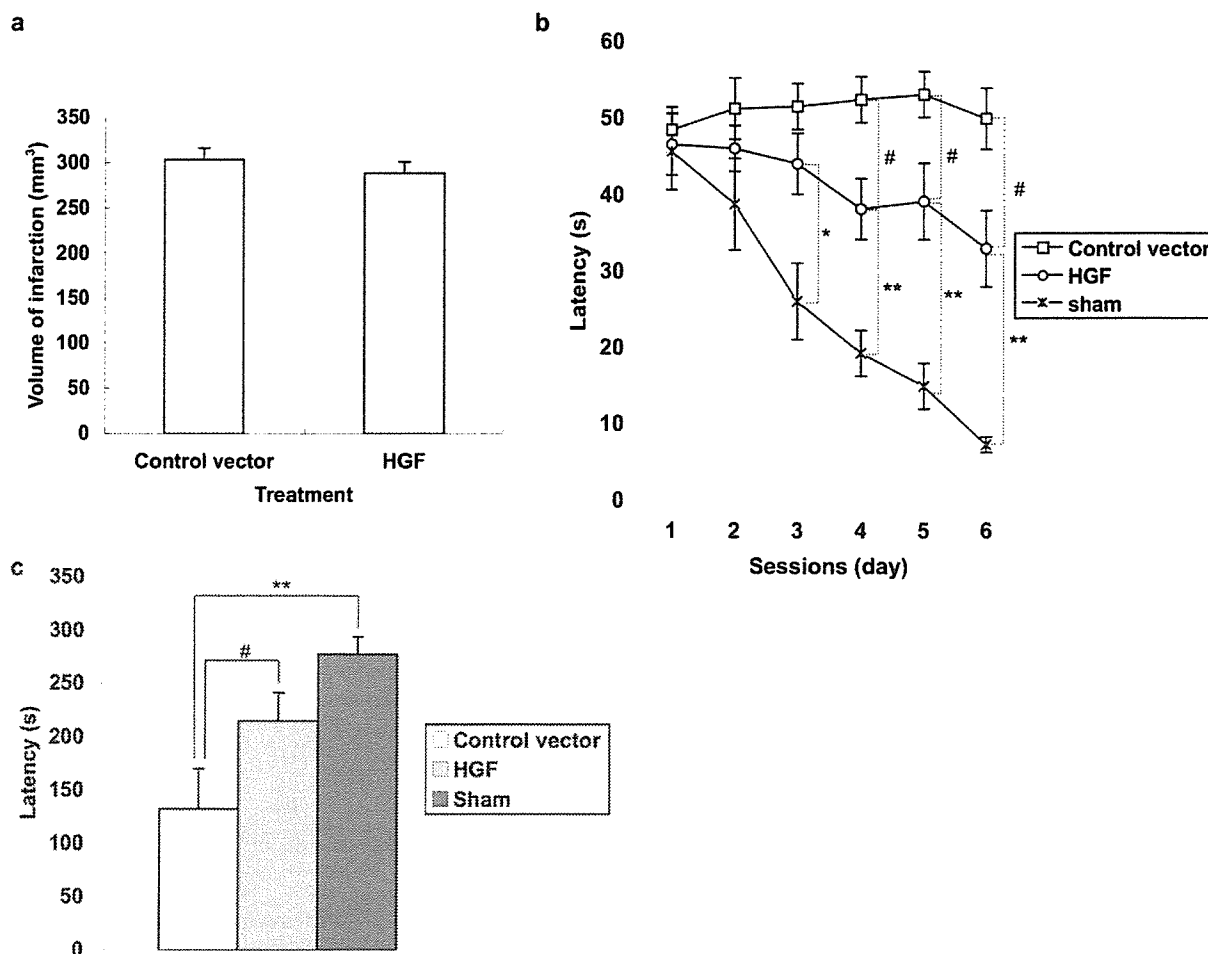 a
Volume of infarction (mm³)
350
300
250
200
150
100
50
0
Control vector
HGF
Treatment
b
Latency (s)
60
50
40
30
20
10
0
#
#
#
*
**
**
**
1 2 3 4 5 6
Sessions (day)
Control vector
HGF
sham
c
Latency (s)
350
300
250
200
150
100
50
0
**
#
Control vector
HGF
Sham